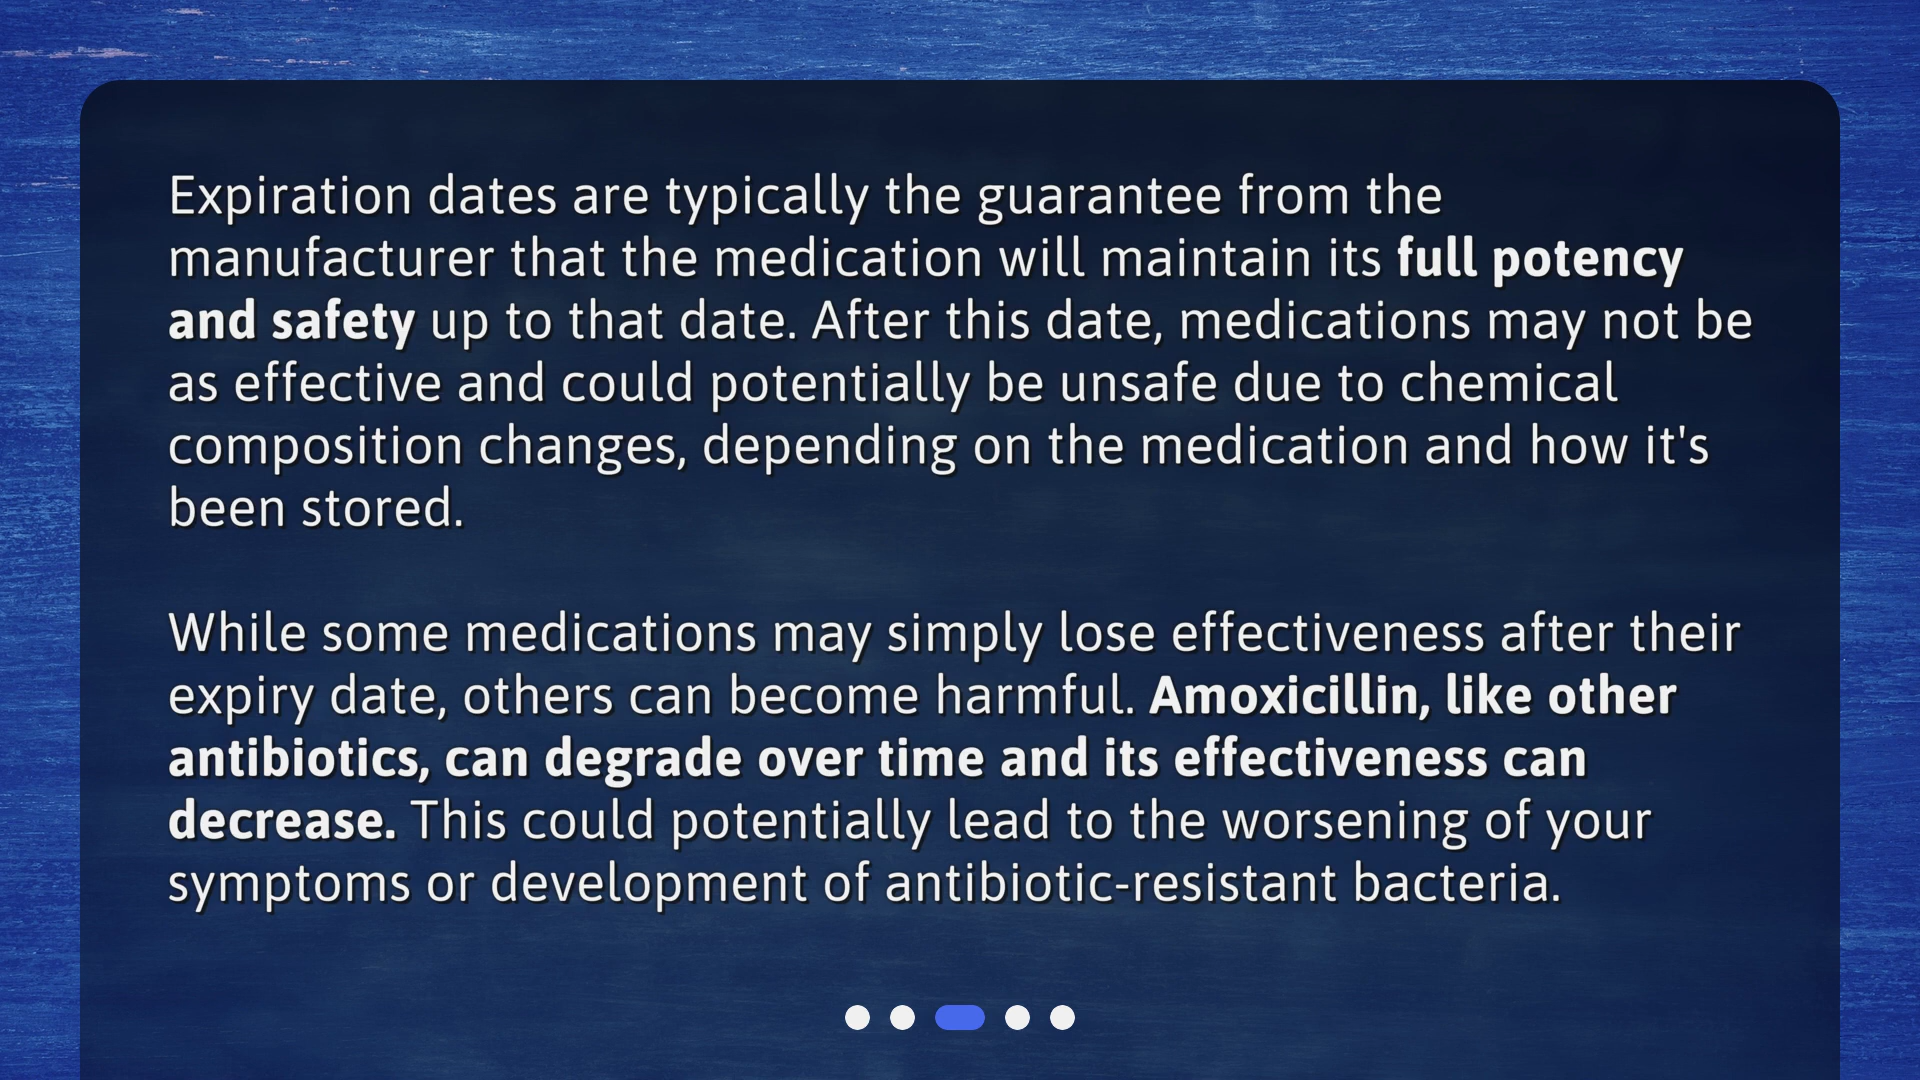 Expiration dates are typically the guarantee from the
manufacturer that the medication will maintain its full potency
and safety up to that date. After this date, medications may not be
as effective and could potentially be unsafe due to chemical
composition changes, depending on the medication and how it's
been stored.
While some medications may simply lose effectiveness after their
expiry date, others can become harmful. Amoxicillin, like other
antibiotics, can degrade over time and its effectiveness can
decrease. This could potentially lead to the worsening of your
symptoms or development of antibiotic-resistant bacteria.